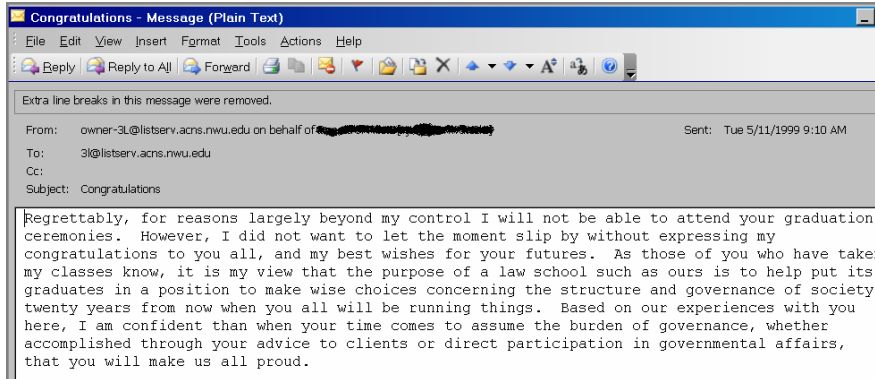 Congratulations - Message (Plain Text)
File Edit View Insert Format Tools Actions Help
Reply Reply to All Forward
Extra line breaks in this message were removed.
From: owner-3L@listserv.acns.nwu.edu on behalf of Sent: Tue 5/11/1999 9:10 AM
To: 3l@listserv.acns.nwu.edu
Cc:
Subject: Congratulations
Regrettably, for reasons largely beyond my control I will not be able to attend your graduation
ceremonies. However, I did not want to let the moment slip by without expressing my
congratulations to you all, and my best wishes for your futures. As those of you who have taken
my classes know, it is my view that the purpose of a law school such as ours is to help put its
graduates in a position to make wise choices concerning the structure and governance of society
twenty years from now when you all will be running things. Based on our experiences with you
here, I am confident than when your time comes to assume the burden of governance, whether
accomplished through your advice to clients or direct participation in governmental affairs,
that you will make us all proud.